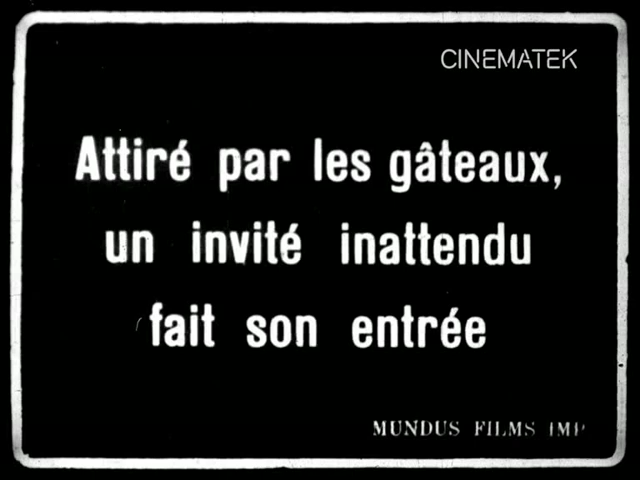 CINEMATEK
Attiré par les gâteaux,
un invité inattendu
fait son entrée
MUNDUS FILMS IMP